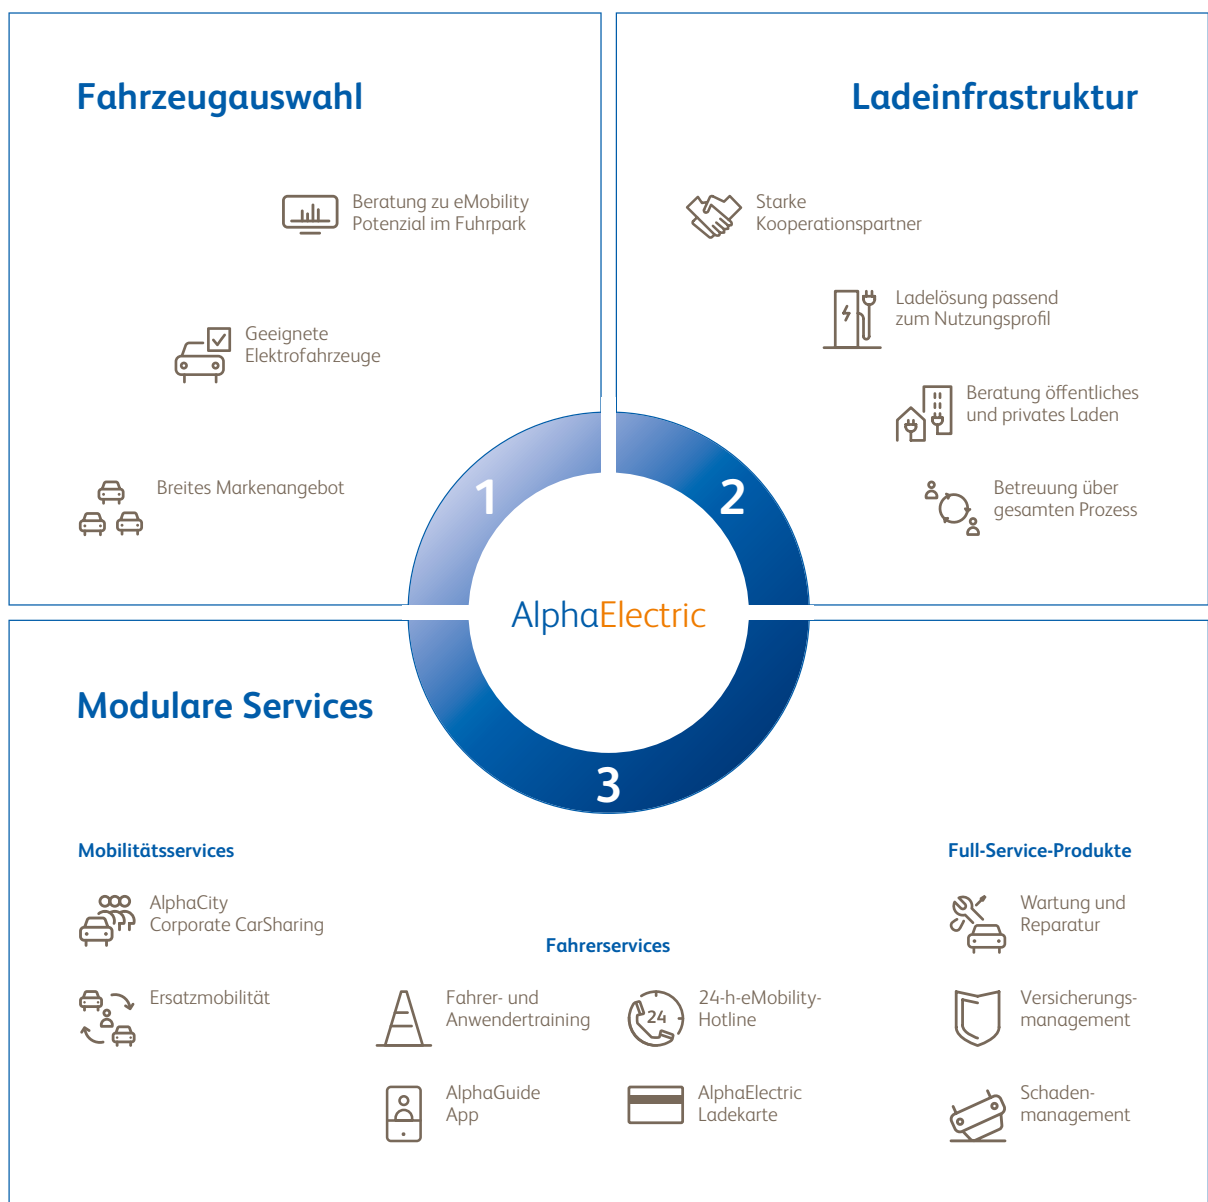 Fahrzeugauswahl
Beratung zu eMobility
Potenzial im Fuhrpark
Geeignete
Elektrofahrzeuge
Breites Markenangebot
1
Ladeinfrastruktur
Starke
Kooperationspartner
Ladelösung passend
zum Nutzungsprofil
Beratung öffentliches
und privates Laden
Betreuung über
gesamten Prozess
2
AlphaElectric
Modulare Services
3
Mobilitätsservices
AlphaCity
Corporate CarSharing
Ersatzmobilität
Fahrerservices
Fahrer- und
Anwendertraining
24
24-h-eMobility-
Hotline
AlphaGuide
App
AlphaElectric
Ladekarte
Full-Service-Produkte
Wartung und
Reparatur
Versicherungs-
management
Schaden-
management